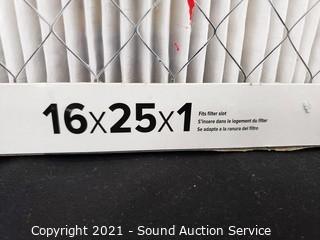 16x25x1
Fits filter slot
S'insère dans le logement du filter
Se adapta a la ranura del filtro
Copyright 2021 - Sound Auction Service